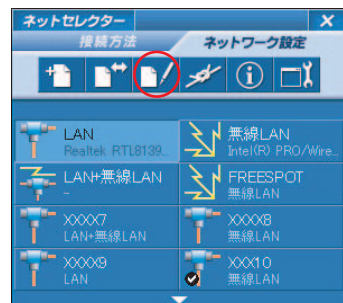 ネットセレクター
接続方法 ネットワーク設定
LAN 無線LAN
Realtek RTL8139... Intel(R) PRO/Wire...
LAN+無線LAN FREESPOT
- 無線LAN
XXXX7 XXXX8
LAN+無線LAN 無線LAN
XXXX9 XXX10
LAN 無線LAN